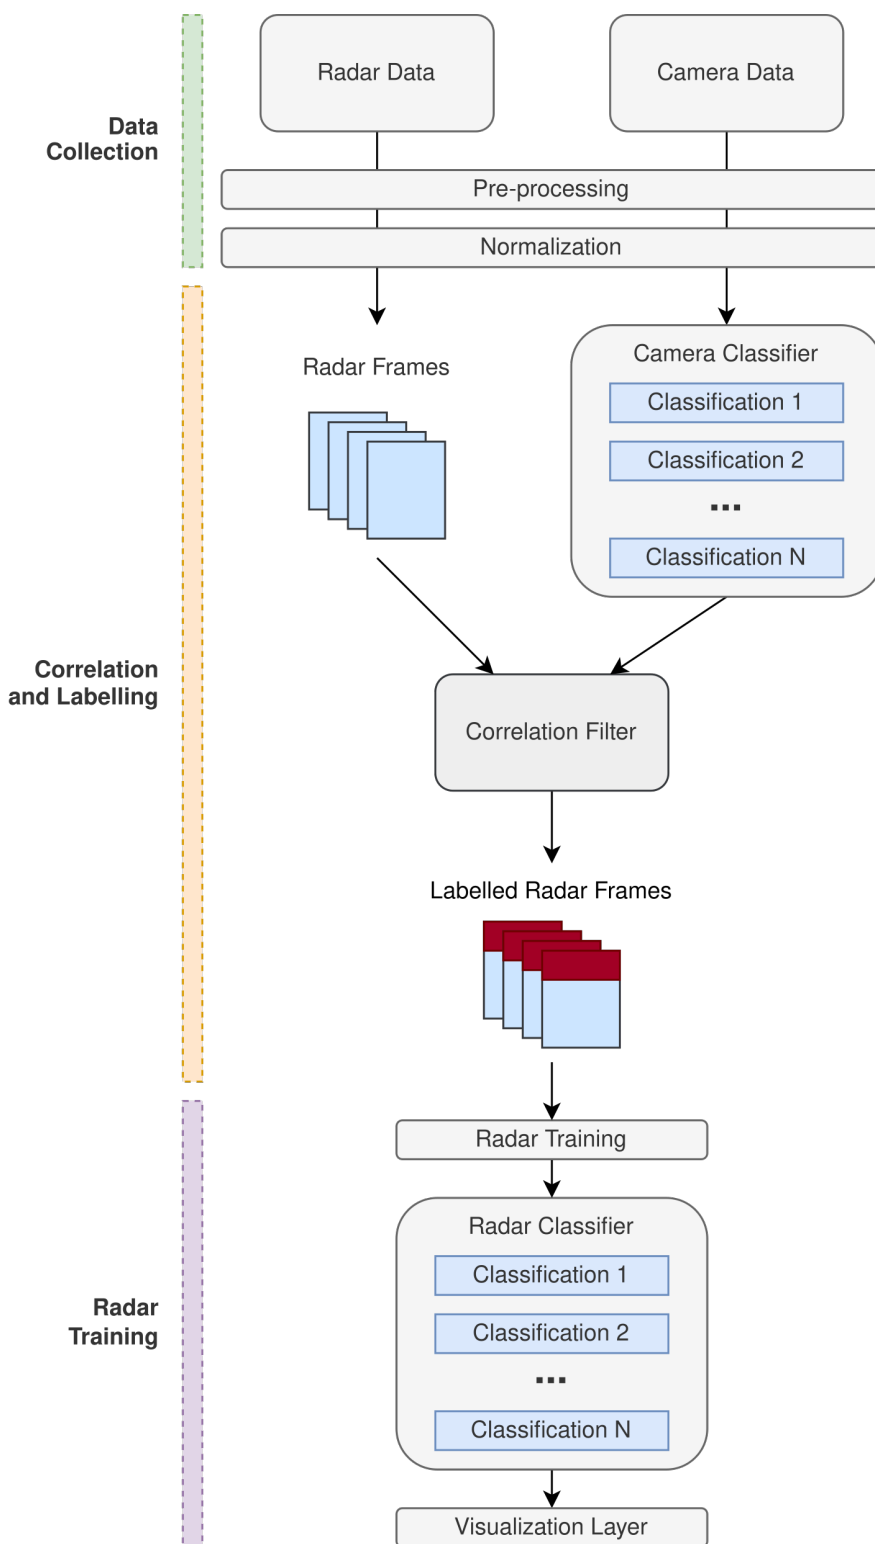 Radar Data
Camera Data
Data
Collection
Pre-processing
Normalization
Radar Frames
Camera Classifier
Classification 1
Classification 2
...
Classification N
Correlation
and Labelling
Correlation Filter
Labelled Radar Frames
Radar Training
Radar Classifier
Classification 1
Radar
Training
Classification 2
...
Classification N
Visualization Layer